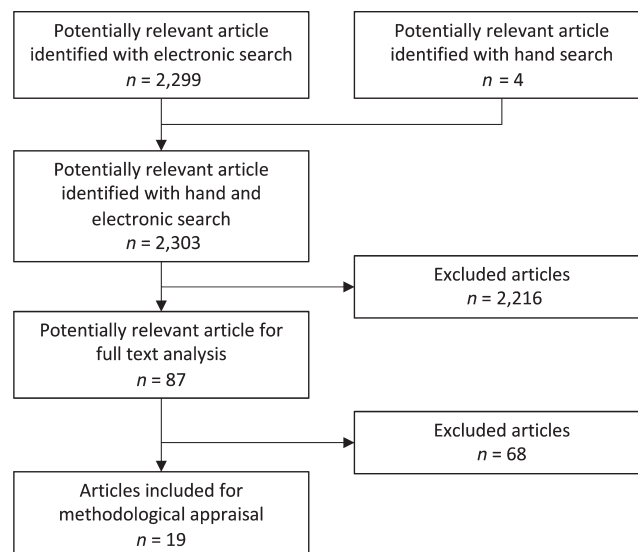 Potentially relevant article
identified with electronic search
n = 2,299
Potentially relevant article
identified with hand search
n = 4
Potentially relevant article
identified with hand and
electronic search
n = 2,303
Excluded articles
n = 2,216
Potentially relevant article for
full text analysis
n = 87
Excluded articles
n = 68
Articles included for
methodological appraisal
n = 19